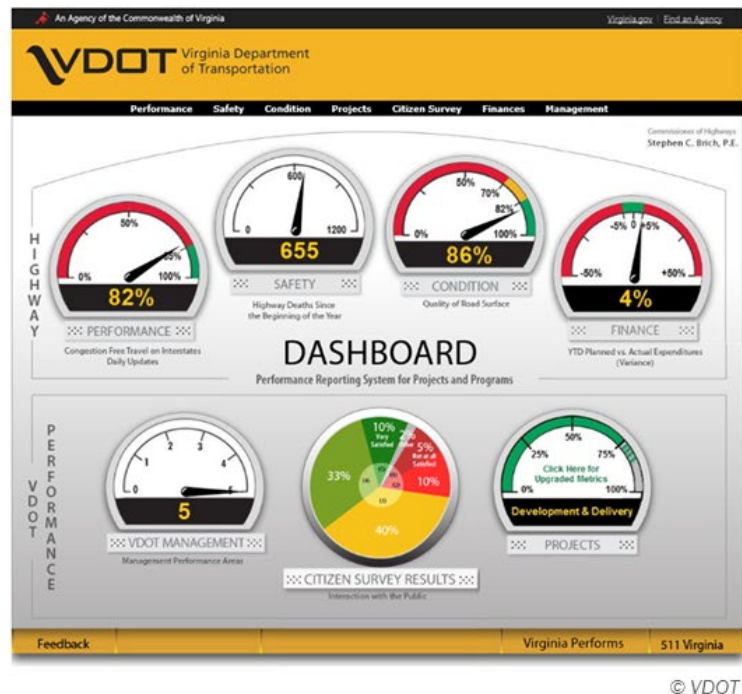 An Agency of the Commonwealth of Virginia
Virginia.gov | Find an Agency
VDOT
Virginia Department
of Transportation
Performance Safety Condition Projects Citizen Survey Finances Management
Commissioner of Highways
Stephen C. Brich, P.E.
HIGHWAY
0%
50%
85%
100%
82%
PERFORMANCE
Congestion Free Travel on Interstates
Daily Updates
0
600
1200
655
SAFETY
Highway Deaths Since
the Beginning of the Year
0%
50%
70%
82%
100%
86%
CONDITION
Quality of Road Surface
-50%
-5%
0
+5%
+50%
4%
FINANCE
YTD Planned vs. Actual Expenditures
(Variance)
DASHBOARD
Performance Reporting System for Projects and Programs
VDOT
PERFORMANCE
0
1
2
3
4
5
5
VDOT MANAGEMENT
Management Performance Areas
10%
Very
Satisfied
2%
5%
Not at all
Satisfied
10%
33%
40%
CITIZEN SURVEY RESULTS
Interaction with the Public
0%
25%
50%
75%
100%
Click Here for
Upgraded Metrics
Development & Delivery
PROJECTS
Feedback
Virginia Performs
511 Virginia
© VDOT